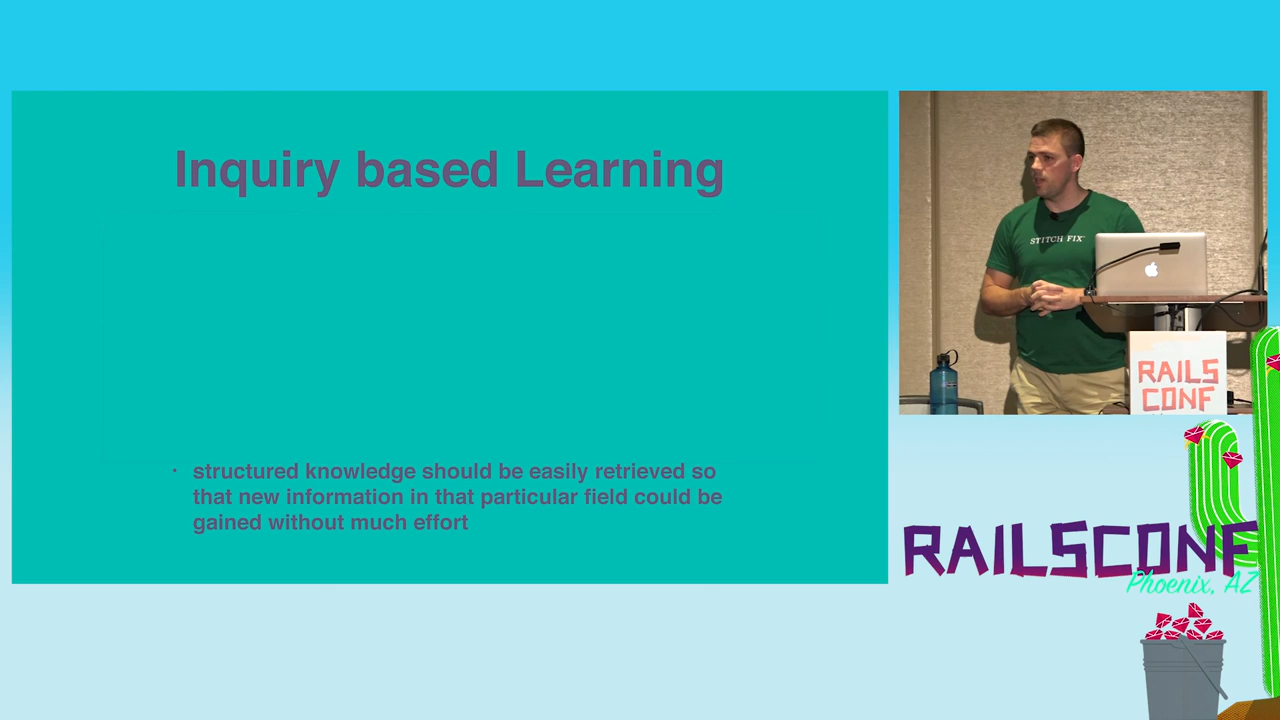 Inquiry based Learning
· structured knowledge should be easily retrieved so
that new information in that particular field could be
gained without much effort
STITCH FIX
RAILS
CONF
RAILSCONF
Phoenix, AZ